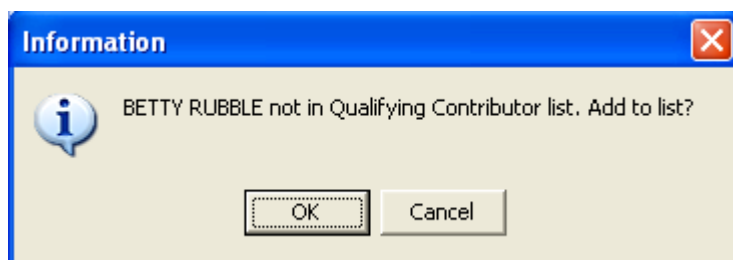 Information
BETTY RUBBLE not in Qualifying Contributor list. Add to list?
OK
Cancel